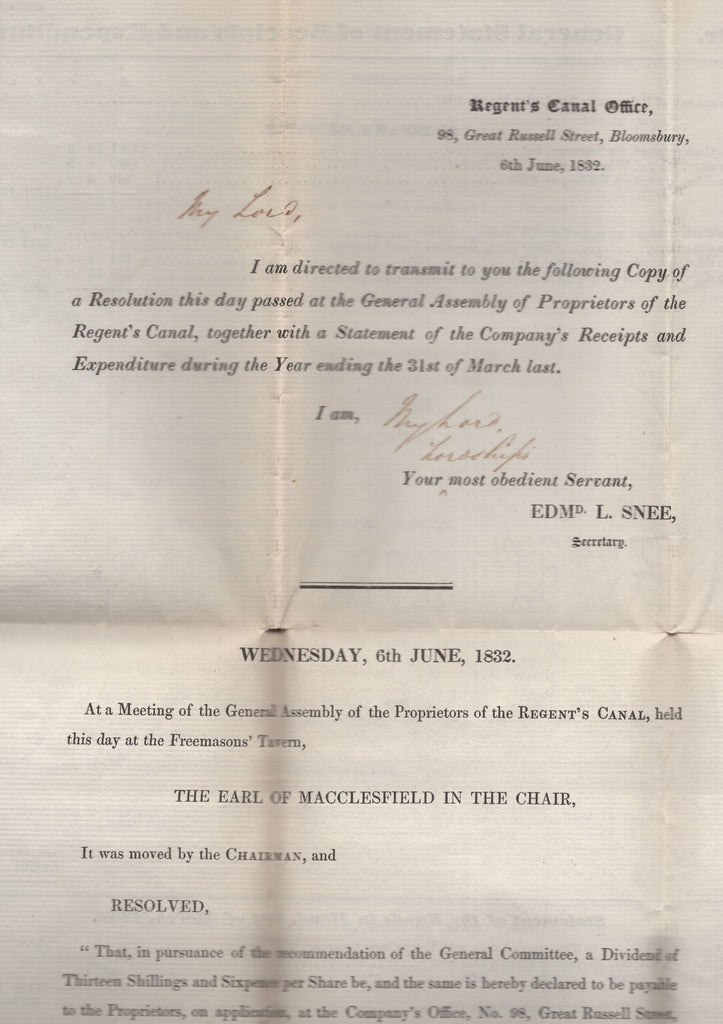 Regent's Canal Office,
98, Great Russell Street, Bloomsbury,
6th June, 1832.
My Lord,
I am directed to transmit to you the following Copy of
a Resolution this day passed at the General Assembly of Proprietors of the
Regent's Canal, together with a Statement of the Company's Receipts and
Expenditure during the Year ending the 31st of March last.
I am, My Lord,
Lordships
Your ‸ most obedient Servant,
EDMD. L. SNEE,
Secretary.
WEDNESDAY, 6th JUNE, 1832.
At a Meeting of the General Assembly of the Proprietors of the REGENT'S CANAL, held
this day at the Freemasons' Tavern,
THE EARL OF MACCLESFIELD IN THE CHAIR,
It was moved by the CHAIRMAN, and
RESOLVED,
“ That, in pursuance of the recommendation of the General Committee, a Dividend of
Thirteen Shillings and Sixpence per Share be, and the same is hereby declared to be payable
to the Proprietors, on application, at the Company's Office, No. 98, Great Russell Street,